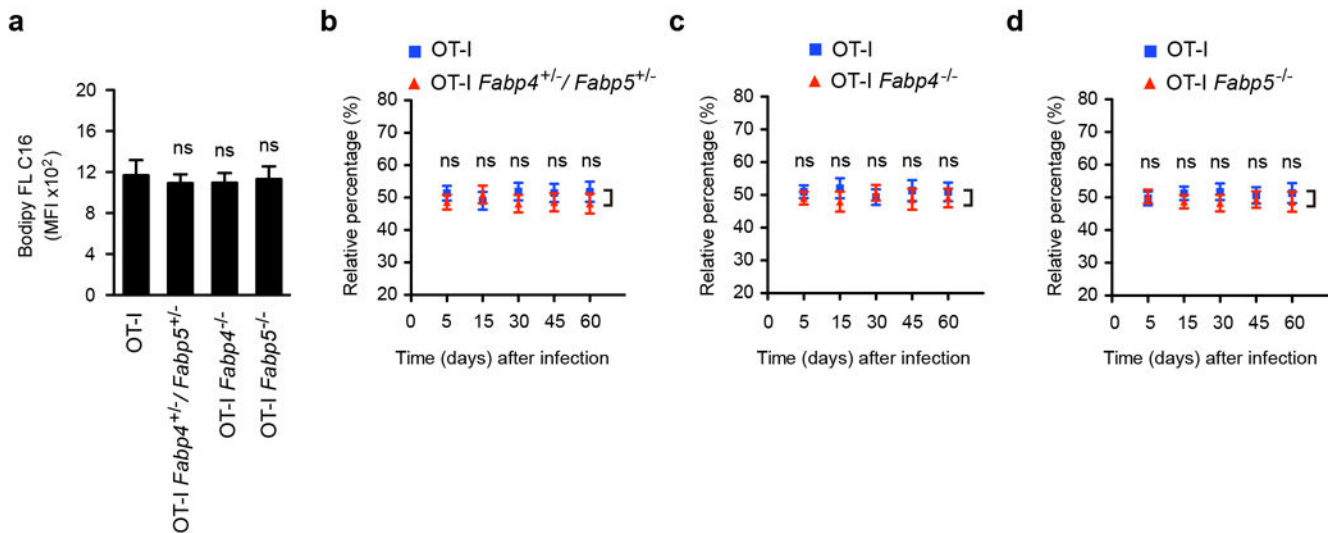 a
Bodipy FL C16
(MFI x10²)
20
16
12
8
4
0
ns
ns
ns
OT-I
OT-I Fabp4+/-/ Fabp5+/-
OT-I Fabp4-/-
OT-I Fabp5-/-
b
OT-I
OT-I Fabp4+/-/ Fabp5+/-
Relative percentage (%)
80
70
60
50
40
30
20
ns ns ns ns ns
0 5 15 30 45 60
Time (days) after infection
c
OT-I
OT-I Fabp4-/-
Relative percentage (%)
80
70
60
50
40
30
20
ns ns ns ns ns
0 5 15 30 45 60
Time (days) after infection
d
OT-I
OT-I Fabp5-/-
Relative percentage (%)
80
70
60
50
40
30
20
ns ns ns ns ns
0 5 15 30 45 60
Time (days) after infection